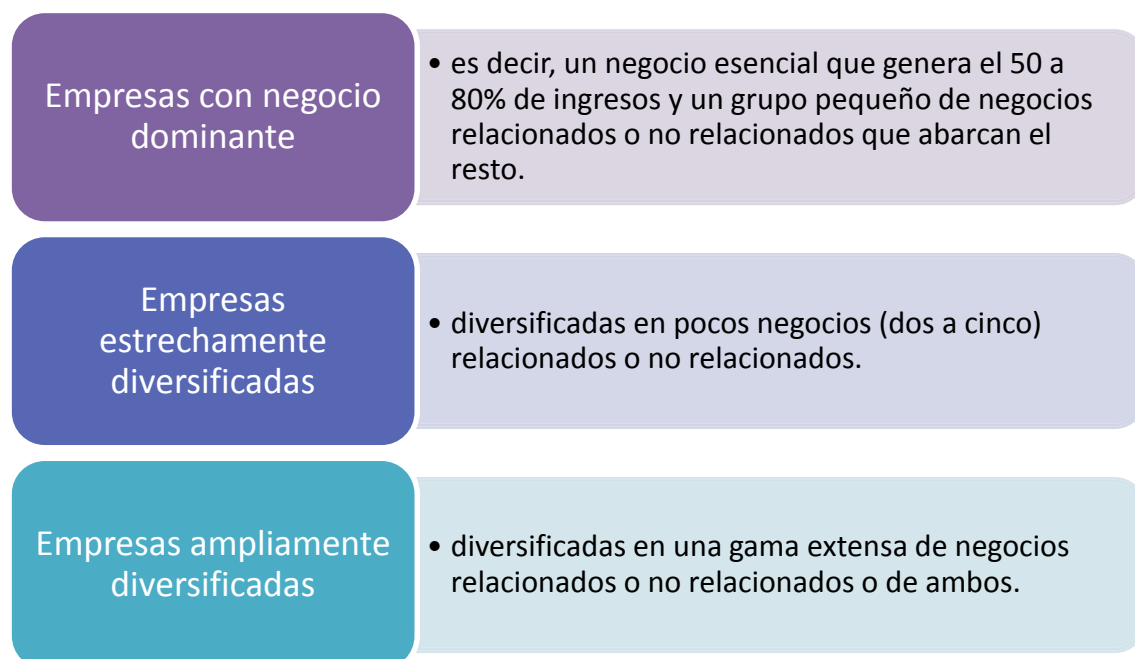 Empresas con negocio
dominante
• es decir, un negocio esencial que genera el 50 a
80% de ingresos y un grupo pequeño de negocios
relacionados o no relacionados que abarcan el
resto.
Empresas
estrechamente
diversificadas
• diversificadas en pocos negocios (dos a cinco)
relacionados o no relacionados.
Empresas ampliamente
diversificadas
• diversificadas en una gama extensa de negocios
relacionados o no relacionados o de ambos.